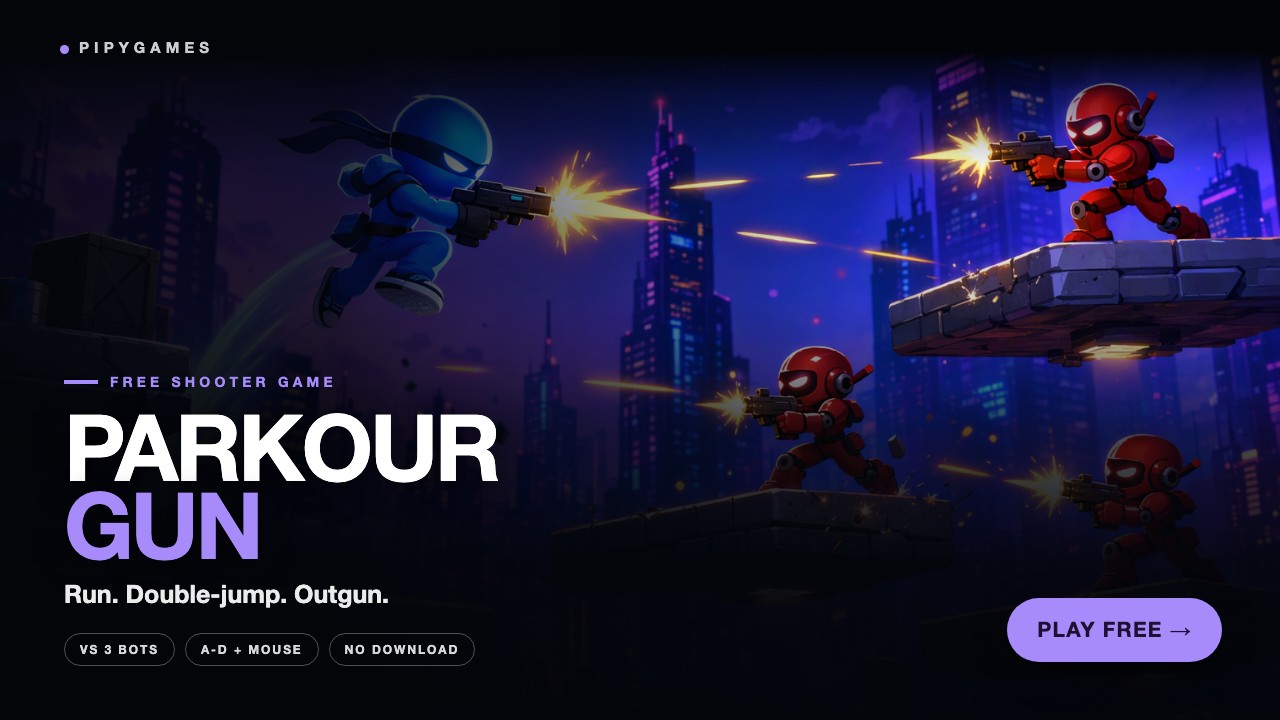 PIPYGAMES
FREE SHOOTER GAME
PARKOUR
GUN
Run. Double-jump. Outgun.
VS 3 BOTS
A-D + MOUSE
NO DOWNLOAD
PLAY FREE →